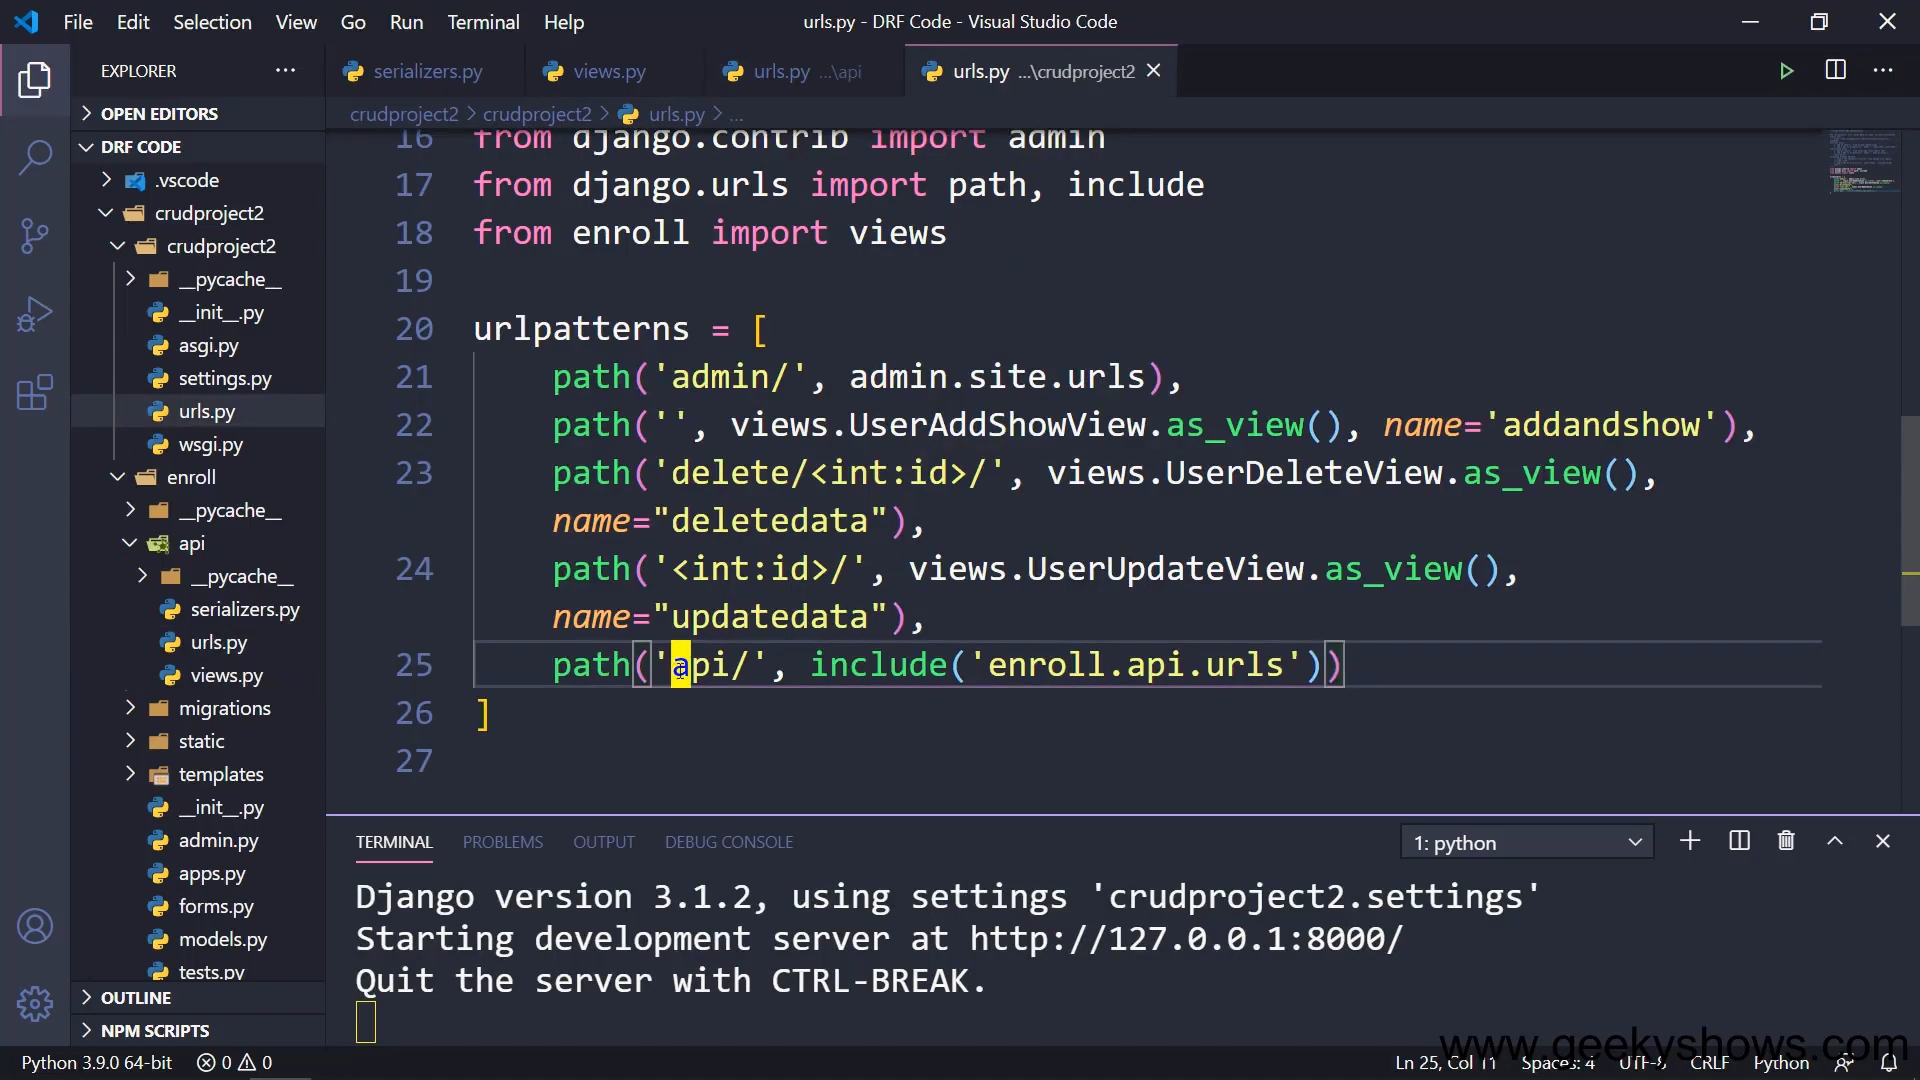 File Edit Selection View Go Run Terminal Help
urls.py - DRF Code - Visual Studio Code
EXPLORER
serializers.py
views.py
urls.py ...\api
urls.py ...\crudproject2
OPEN EDITORS
crudproject2 > crudproject2 > urls.py > ...
DRF CODE
.vscode
crudproject2
crudproject2
__pycache__
__init__.py
asgi.py
settings.py
urls.py
wsgi.py
enroll
__pycache__
api
__pycache__
serializers.py
urls.py
views.py
migrations
static
templates
__init__.py
admin.py
apps.py
forms.py
models.py
tests.py
OUTLINE
NPM SCRIPTS
16 from django.contrib import admin
17 from django.urls import path, include
18 from enroll import views
19
20 urlpatterns = [
21 path('admin/', admin.site.urls),
22 path('', views.UserAddShowView.as_view(), name='addandshow'),
23 path('delete/<int:id>/', views.UserDeleteView.as_view(),
name="deletedata"),
24 path('<int:id>/', views.UserUpdateView.as_view(),
name="updatedata"),
25 path('api/', include('enroll.api.urls'))
26 ]
27
TERMINAL PROBLEMS OUTPUT DEBUG CONSOLE
1: python
Django version 3.1.2, using settings 'crudproject2.settings'
Starting development server at http://127.0.0.1:8000/
Quit the server with CTRL-BREAK.
www.geekyshows.com
Python 3.9.0 64-bit 0 0
Ln 25, Col 11 Spaces: 4 UTF-8 CRLF Python